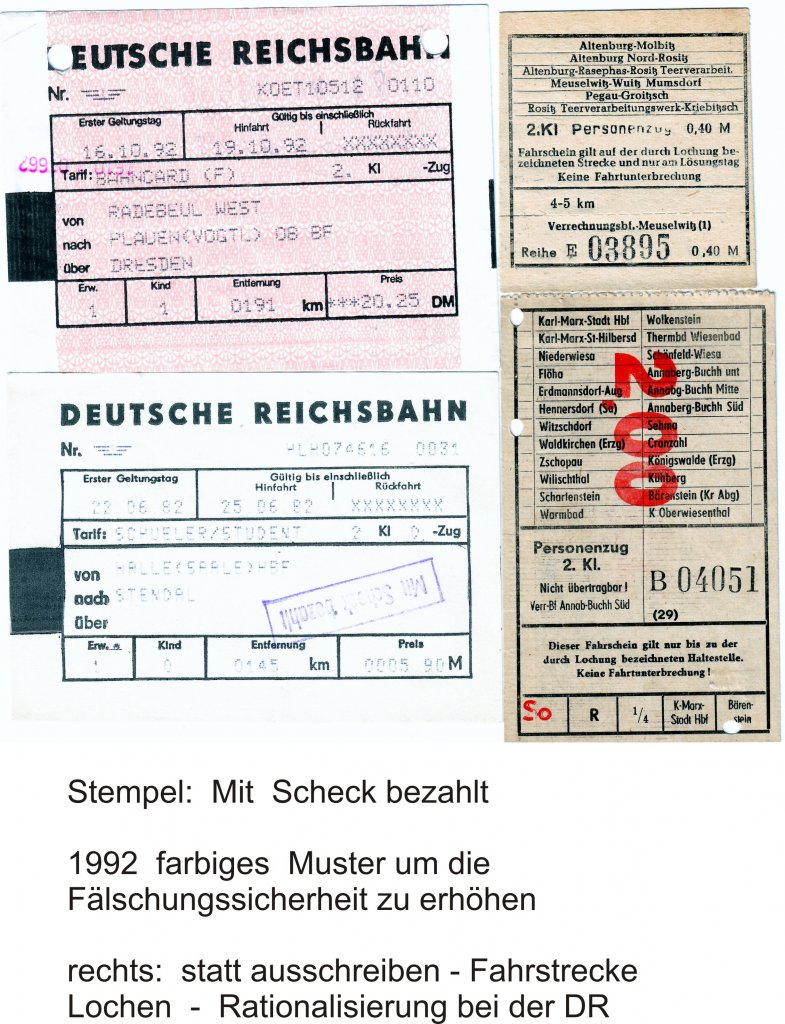 DEUTSCHE REICHSBAHN
Nr. KOET10512 0110
Erster Geltungstag
Gültig bis einschließlich
Hinfahrt Rückfahrt
16.10.92 19.10.92 XXXXXXXX
Tarif: BAHNCARD (F) 2. Kl -Zug
von RADEBEUL WEST
nach PLAUEN(VOGTL) OB BF
über DRESDEN
Erw. Kind Entfernung Preis
1 1 0191 km ***20.25 DM
DEUTSCHE REICHSBAHN
Nr. 074616 0031
Erster Geltungstag
Gültig bis einschließlich
Hinfahrt Rückfahrt
22 06 82 25 06 82 XXXXXXXX
Tarif: SCHUELER/STUDENT 2 Kl -Zug
von HALLE(SAALE)HBF
nach STENDAL
über
Mit Scheck bezahlt
Erw. Kind Entfernung Preis
1 0 0145 km 0005 90 M
Altenburg-Molbitz
Altenburg Nord-Rositz
Altenburg-Rasephas-Rositz Teerverarbeit.
Meuselwitz-Wuitz Mumsdorf
Pegau-Groitzsch
Rositz Teerverarbeitungswerk-Kriebitzsch
2.Kl Personenzug 0,40 M
Fahrschein gilt auf der durch Lochung be-
zeichneten Strecke und nur am Lösungstag
Keine Fahrtunterbrechung
4-5 km
Verrechnungsbf.-Meuselwitz (1)
Reihe E 03895 0,40 M
Karl-Marx-Stadt Hbf Wolkenstein
Karl-Marx-St-Hilbersd Thermbd Wiesenbad
Niederwiesa Schönfeld-Wiesa
Flöha Annaberg-Buchh unt
Erdmannsdorf-Aug Annabg-Buchh Mitte
Hennersdorf (Sa) Annaberg-Buchh Süd
Witzschdorf Sehma
Waldkirchen (Erzg) Cranzahl
Zschopau Königswalde (Erzg)
Wilischthal Kühberg
Scharfenstein Bärenstein (Kr Abg)
Warmbad K Oberwiesenthal
2,00
Personenzug
2. Kl.
Nicht übertragbar!
Verr-Bf Annab-Buchh Süd
B 04051
(29)
Dieser Fahrschein gilt nur bis zu der
durch Lochung bezeichneten Haltestelle.
Keine Fahrtunterbrechung!
So R 1/4 K-Marx- Bären-
Stadt Hbf stein
Stempel: Mit Scheck bezahlt
1992 farbiges Muster um die
Fälschungssicherheit zu erhöhen
rechts: statt ausschreiben - Fahrstrecke
Lochen - Rationalisierung bei der DR